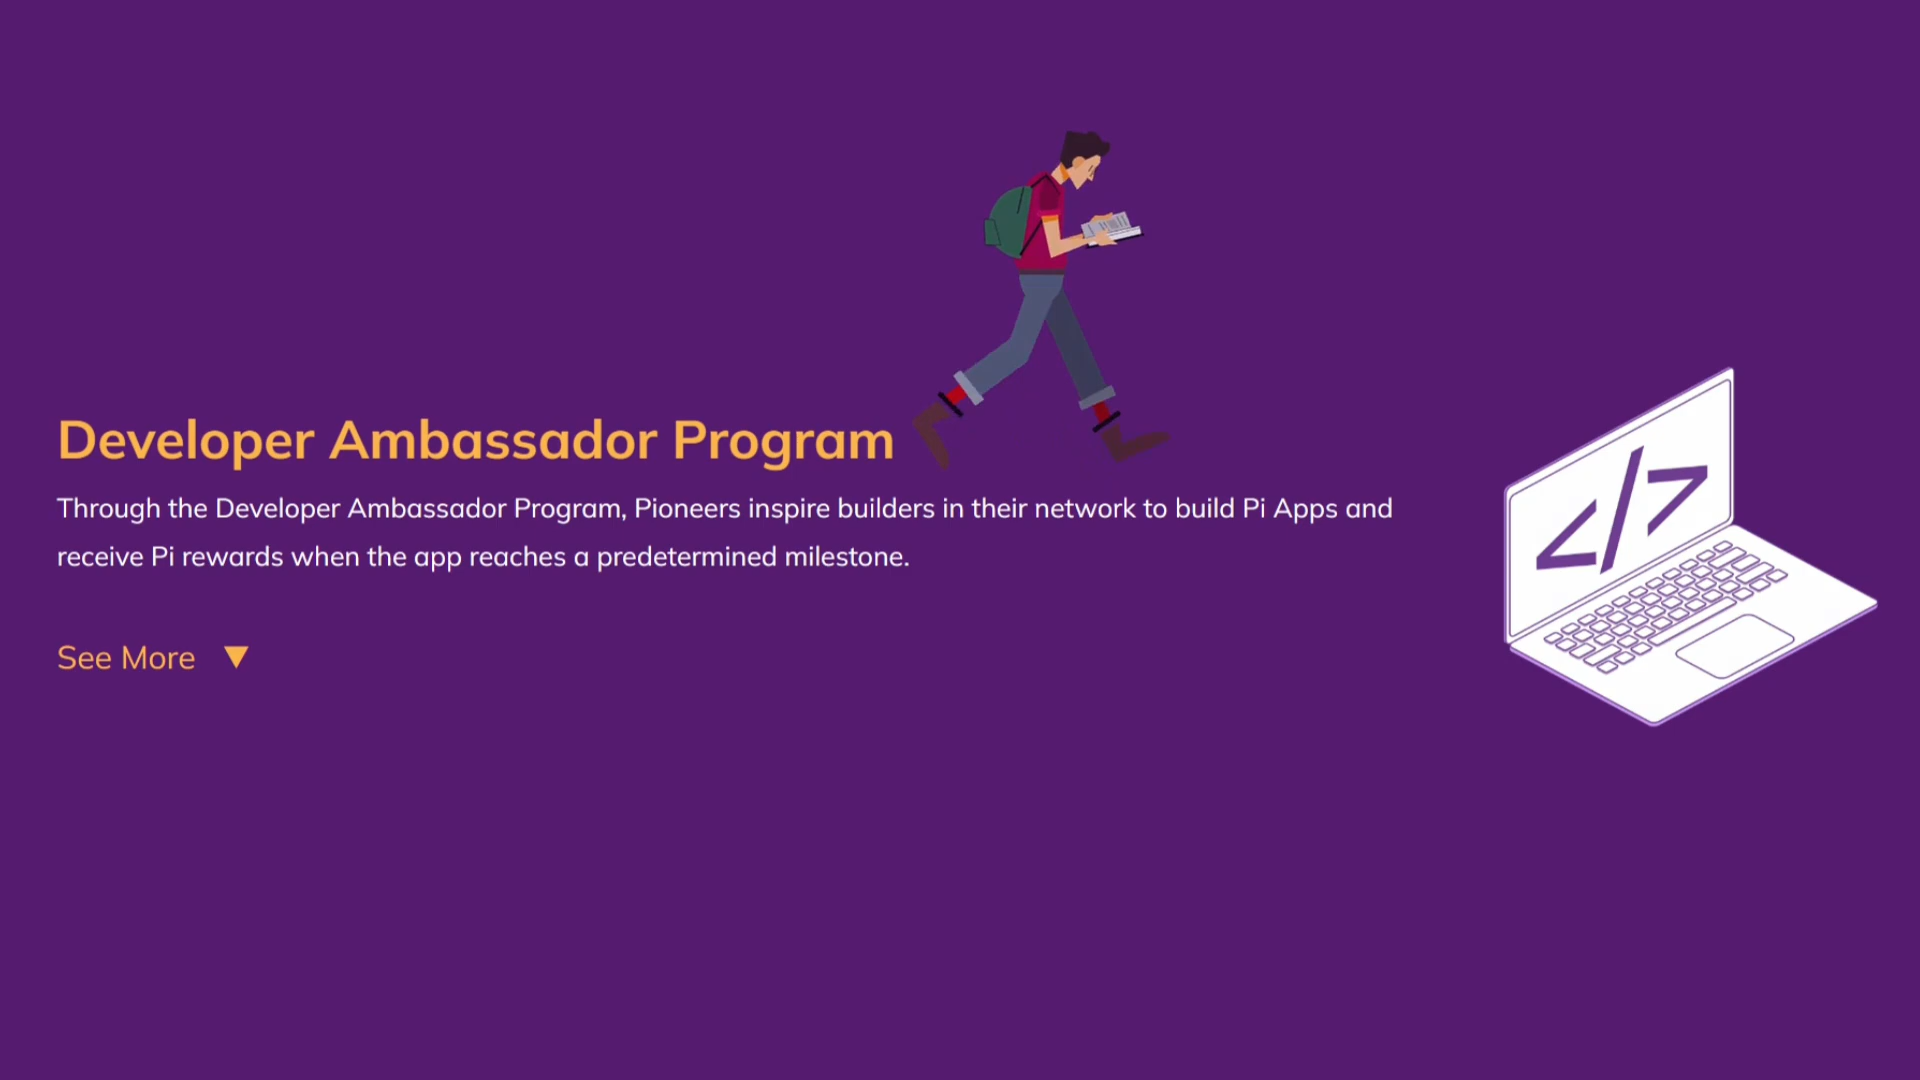 Developer Ambassador Program
Through the Developer Ambassador Program, Pioneers inspire builders in their network to build Pi Apps and
receive Pi rewards when the app reaches a predetermined milestone.
See More ▼
</>